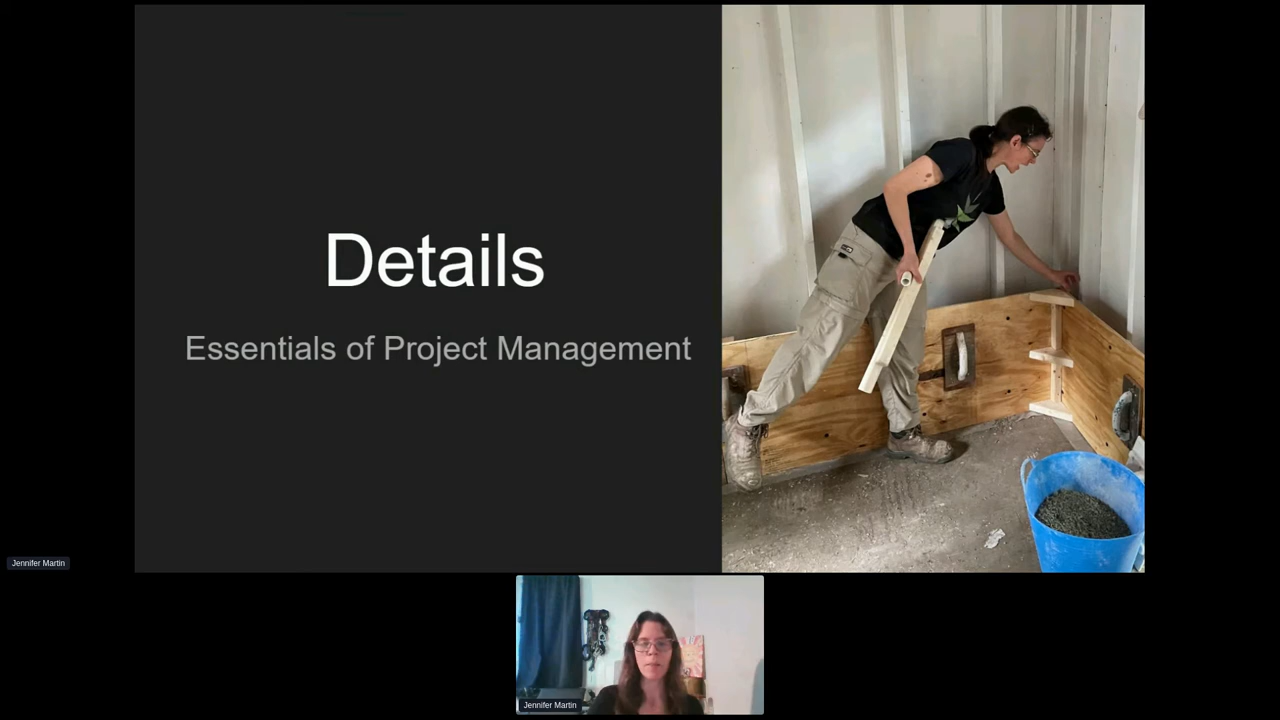 Details
Essentials of Project Management
Jennifer Martin
Jennifer Martin